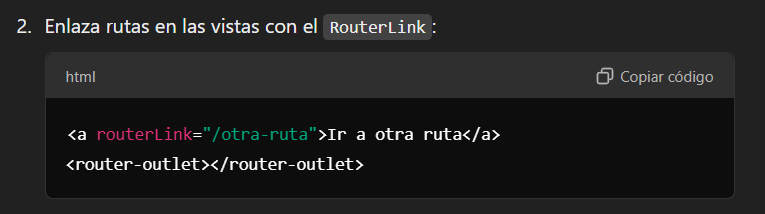 2. Enlaza rutas en las vistas con el RouterLink:
html Copiar código
<a routerLink="/otra-ruta">Ir a otra ruta</a>
<router-outlet></router-outlet>